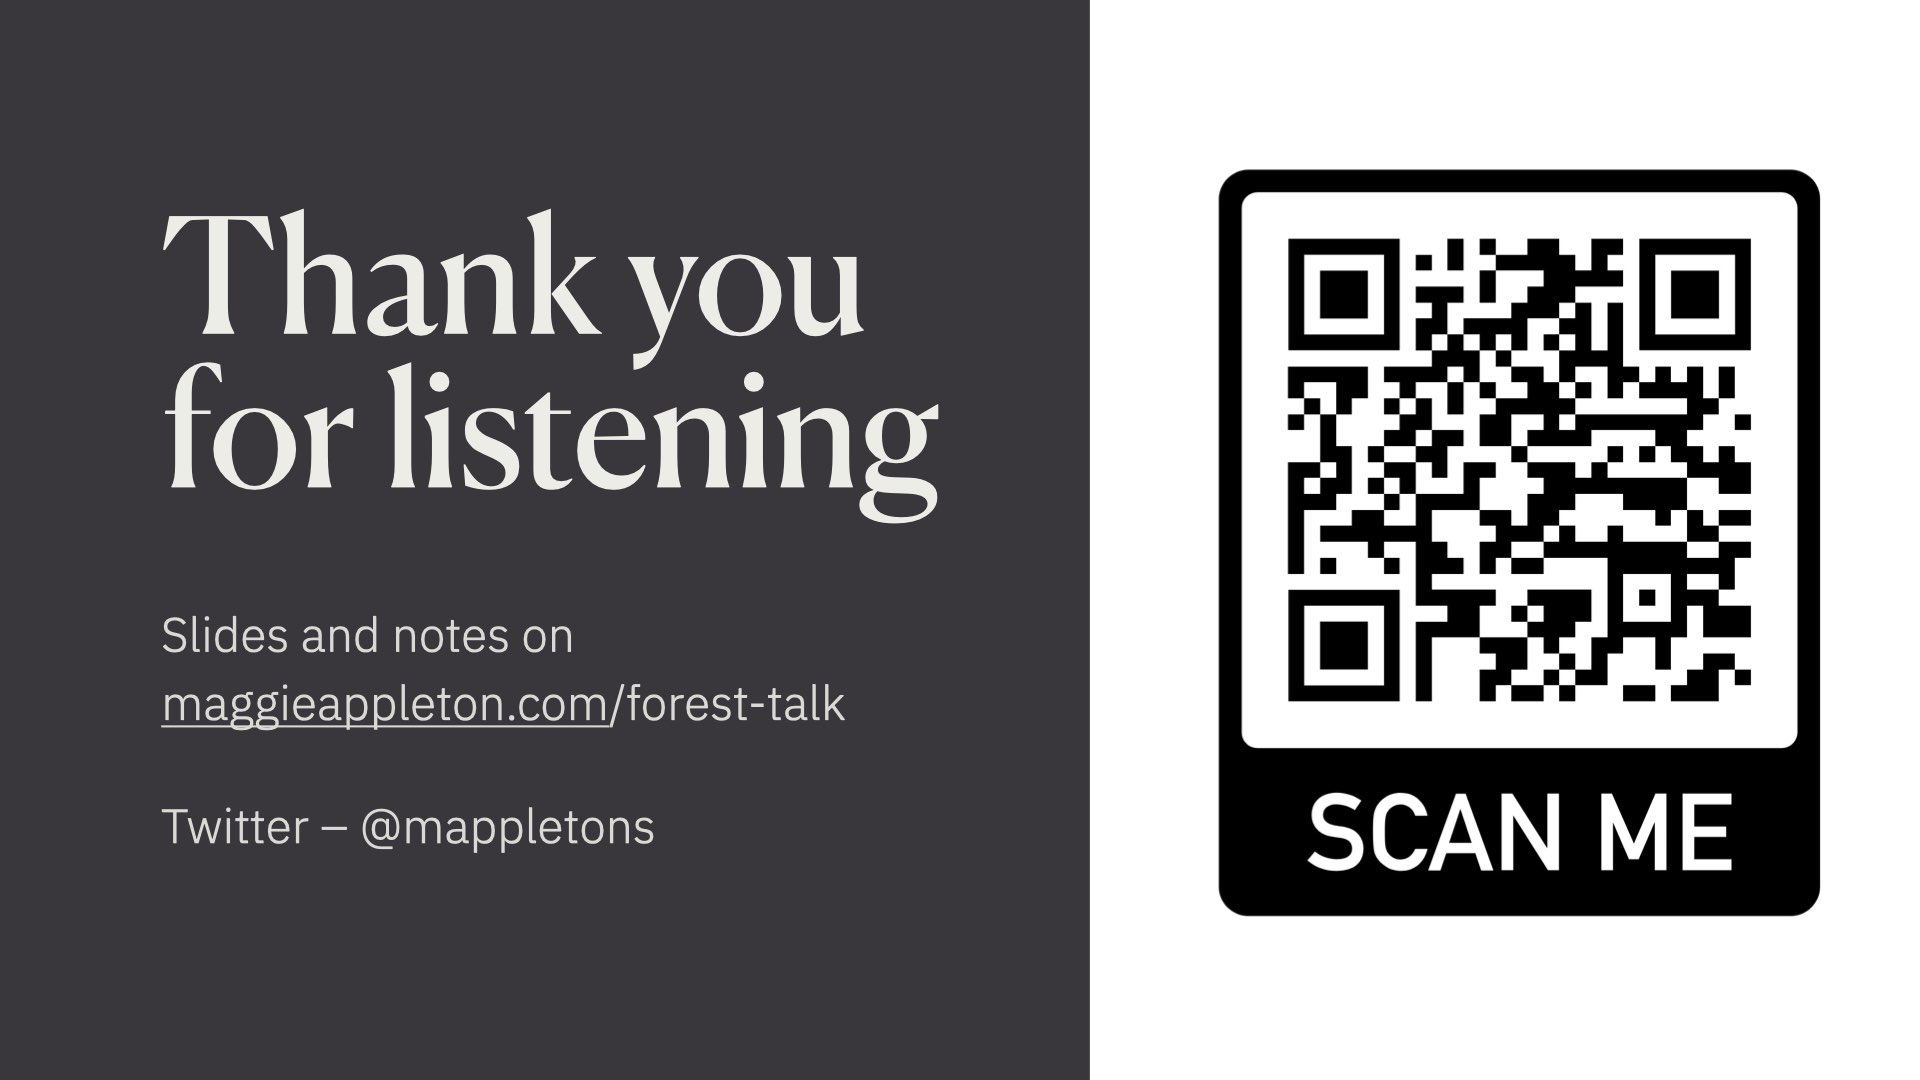 Thank you
for listening
Slides and notes on
maggieappleton.com/forest-talk
Twitter – @mappletons
SCAN ME